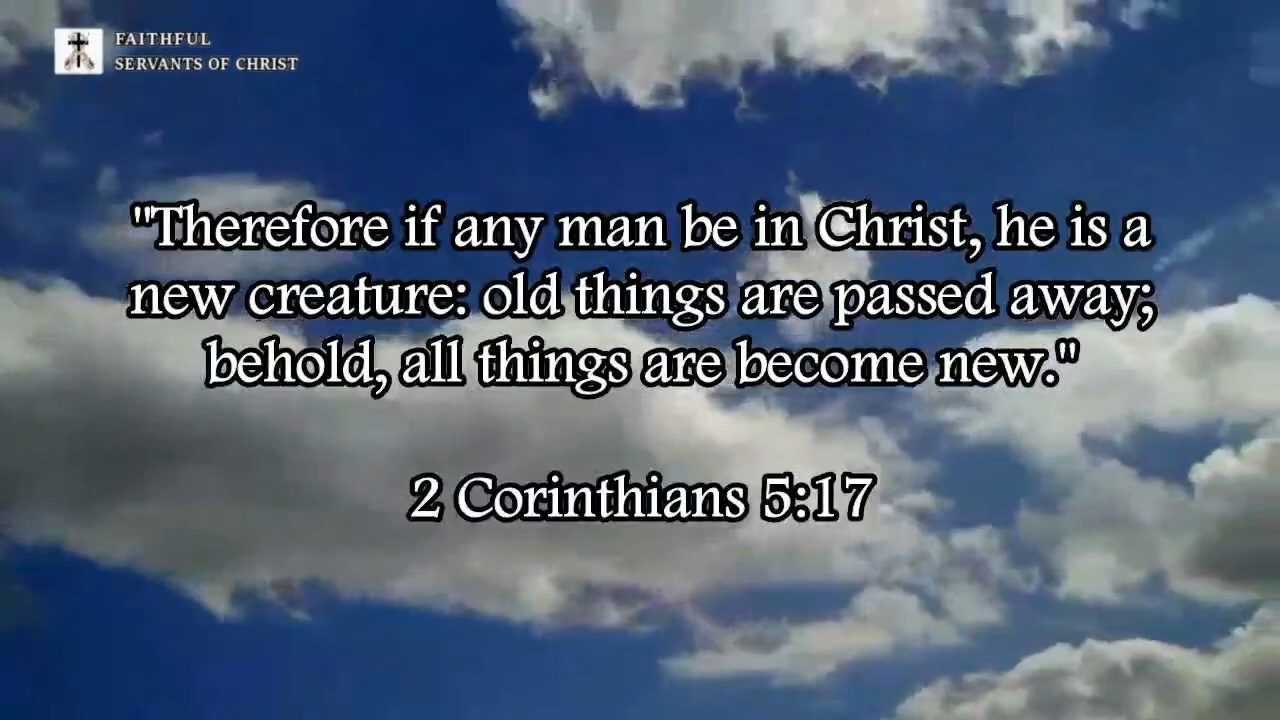 FAITHFUL
SERVANTS OF CHRIST
"Therefore if any man be in Christ, he is a
new creature: old things are passed away;
behold, all things are become new."
2 Corinthians 5:17